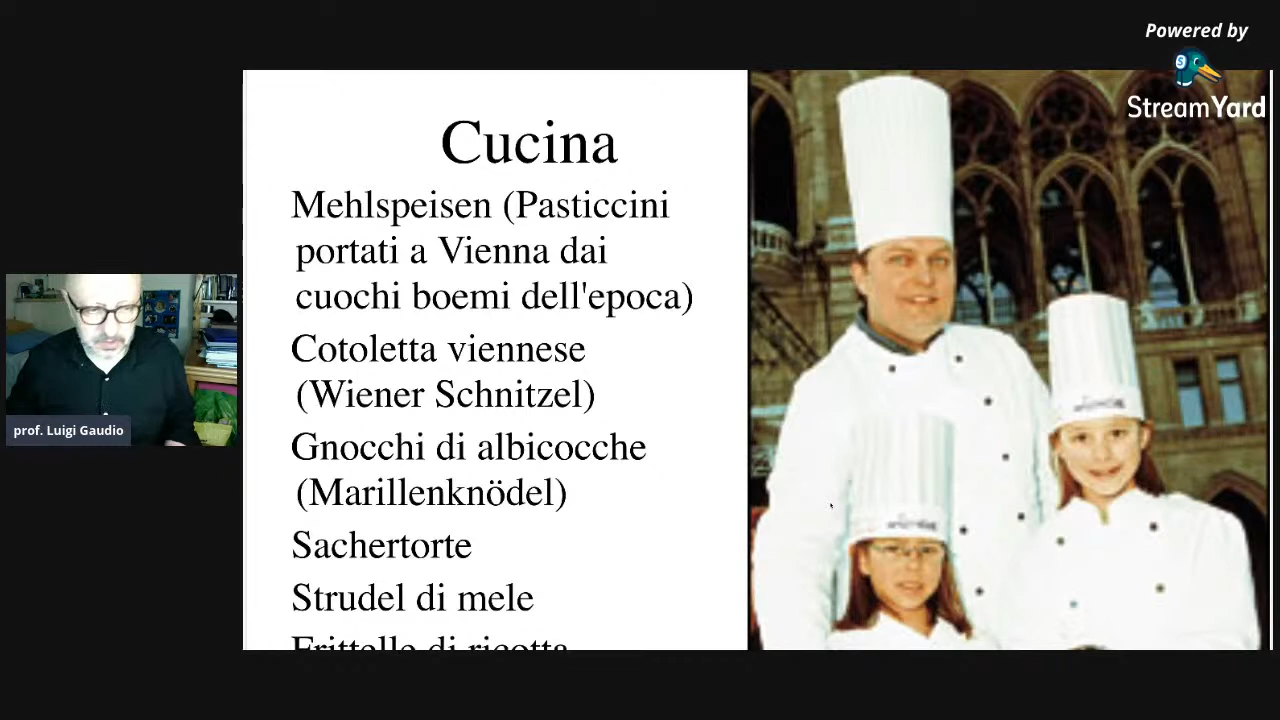 Powered by
StreamYard
Cucina
Mehlspeisen (Pasticcini
portati a Vienna dai
cuochi boemi dell'epoca)
Cotoletta viennese
(Wiener Schnitzel)
Gnocchi di albicocche
(Marillenknödel)
Sachertorte
Strudel di mele
Frittelle di ricotta
prof. Luigi Gaudio